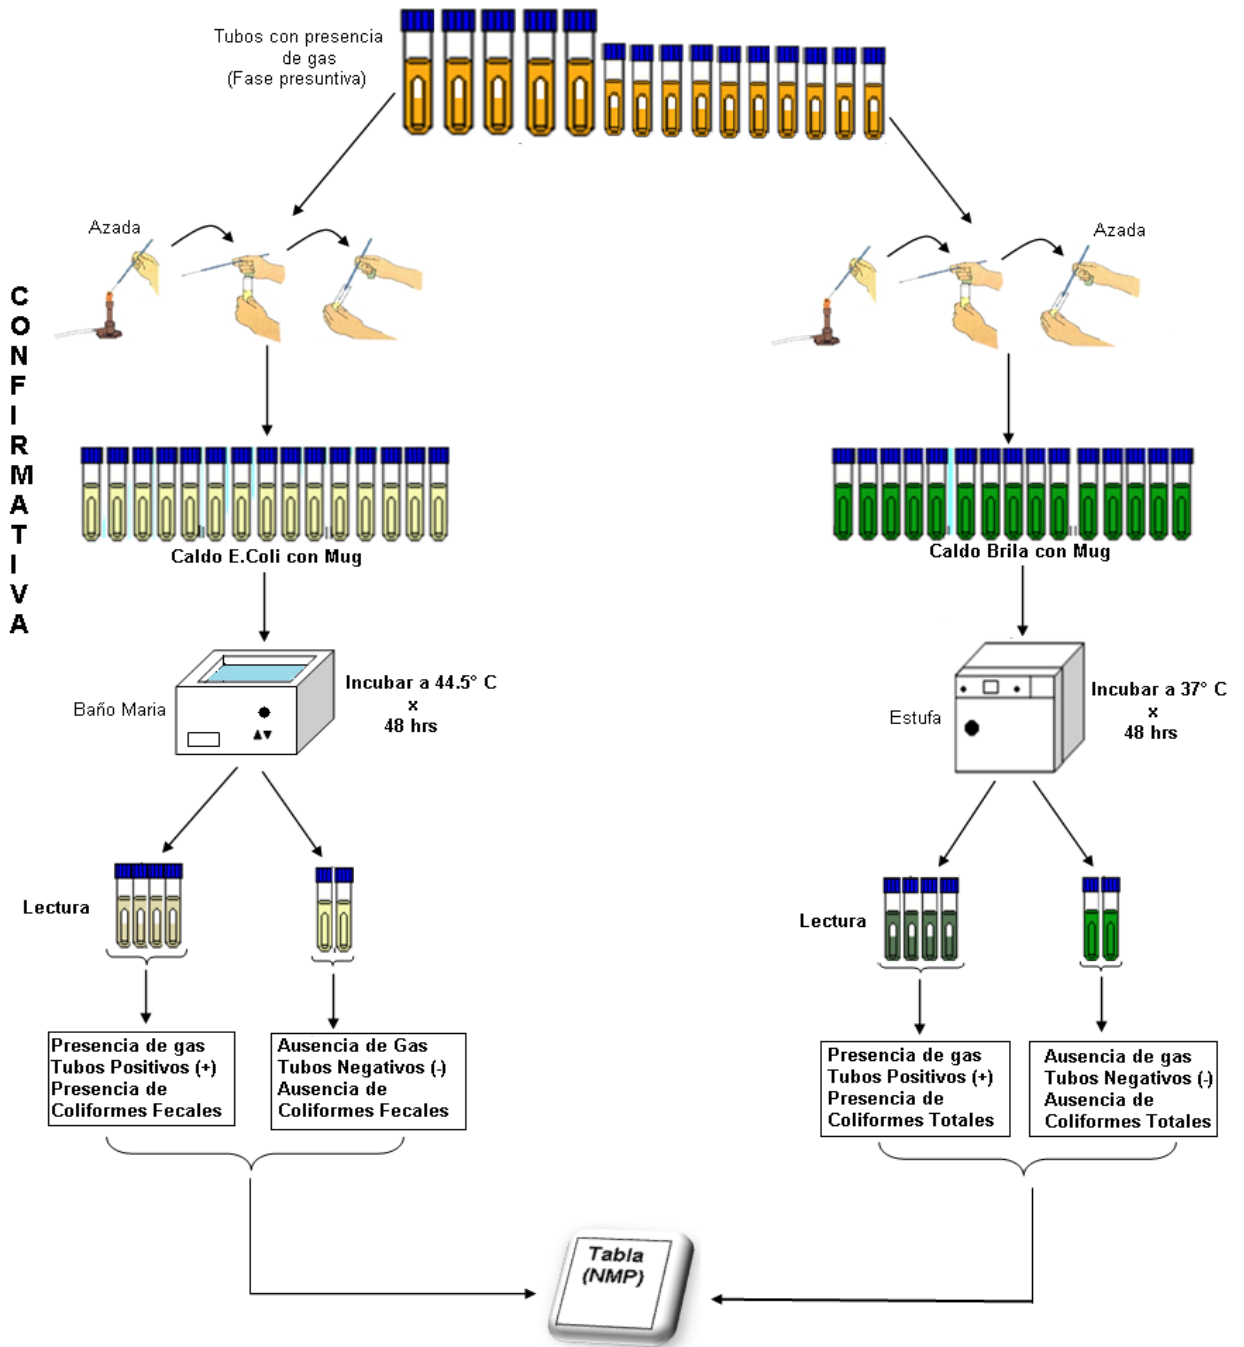 Tubos con presencia
de gas
(Fase presuntiva)
Azada
Azada
CONFIRMATIVA
Caldo E.Coli con Mug
Caldo Brila con Mug
Baño Maria
Incubar a 44.5° C
x
48 hrs
Estufa
Incubar a 37° C
x
48 hrs
Lectura
Lectura
Presencia de gas
Tubos Positivos (+)
Presencia de
Coliformes Fecales
Ausencia de Gas
Tubos Negativos (-)
Ausencia de
Coliformes Fecales
Presencia de gas
Tubos Positivos (+)
Presencia de
Coliformes Totales
Ausencia de gas
Tubos Negativos (-)
Ausencia de
Coliformes Totales
Tabla
(NMP)